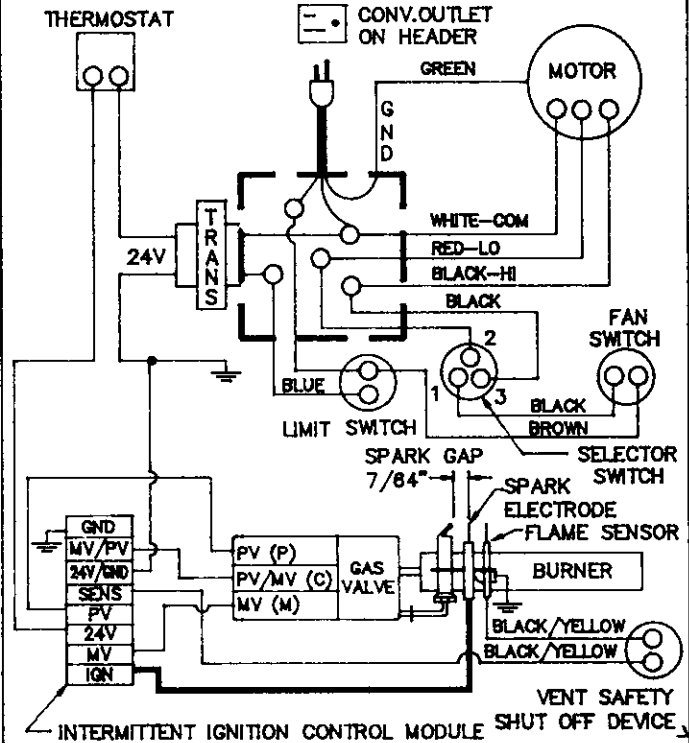 THERMOSTAT
CONV.OUTLET
ON HEADER
GREEN
MOTOR
GND
TRANS
24V
WHITE-COM
RED-LO
BLACK-HI
BLACK
FAN
SWITCH
2
1
3
BLUE
LIMIT SWITCH
BLACK
BROWN
SELECTOR
SWITCH
SPARK GAP
7/64"
SPARK
ELECTRODE
FLAME SENSOR
GND
MV/PV
24V/GND
SENS
PV
24V
MV
IGN
PV (P)
PV/MV (C)
MV (M)
GAS
VALVE
BURNER
BLACK/YELLOW
BLACK/YELLOW
VENT SAFETY
SHUT OFF DEVICE
INTERMITTENT IGNITION CONTROL MODULE